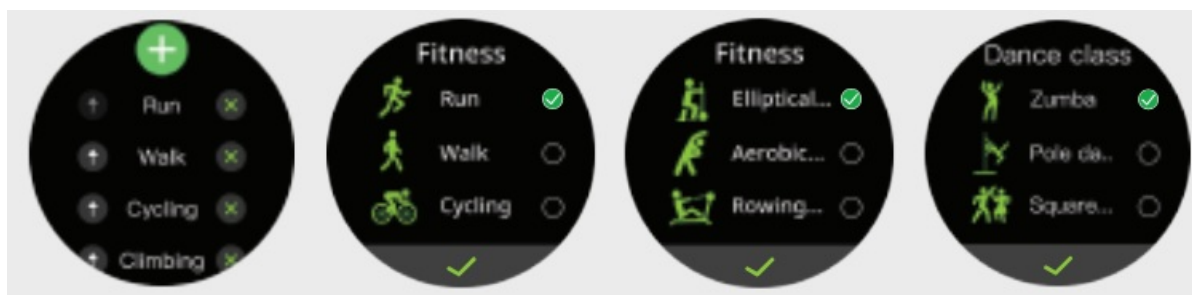 Run
Walk
Cycling
Climbing
Fitness
Run
Walk
Cycling
Fitness
Elliptical...
Aerobic...
Rowing...
Dance class
Zumba
Pole da..
Square...